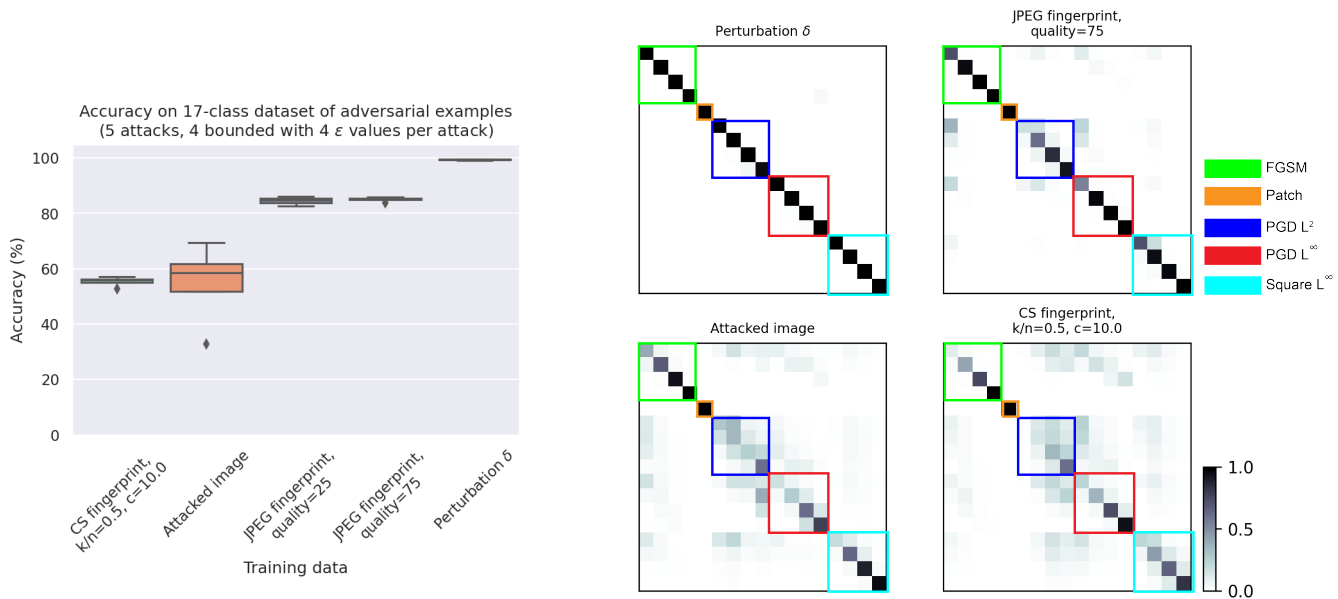 Accuracy on 17-class dataset of adversarial examples
(5 attacks, 4 bounded with 4 ε values per attack)
Accuracy (%)
100
80
60
40
20
0
CS fingerprint,
k/n=0.5, c=10.0
Attacked image
JPEG fingerprint,
quality=25
JPEG fingerprint,
quality=75
Perturbation δ
Training data
Perturbation δ
JPEG fingerprint,
quality=75
Attacked image
CS fingerprint,
k/n=0.5, c=10.0
FGSM
Patch
PGD L²
PGD L^∞
Square L^∞
1.0
0.5
0.0